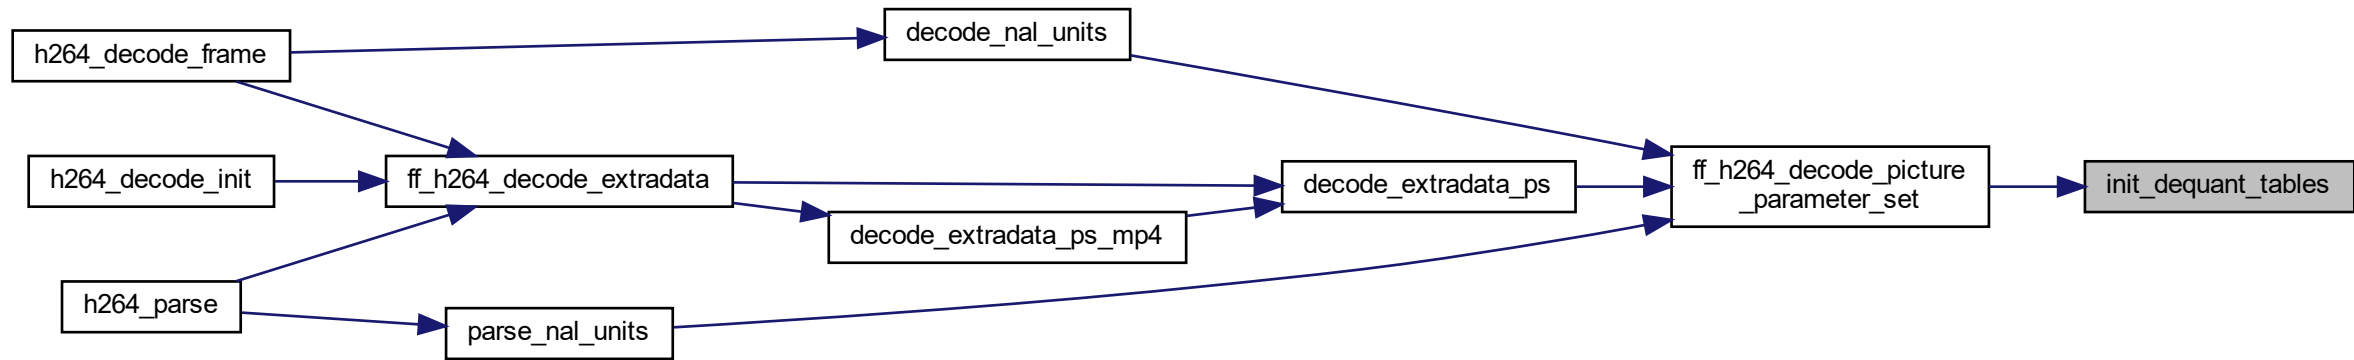 decode_nal_units
h264_decode_frame
h264_decode_init
ff_h264_decode_extradata
decode_extradata_ps
ff_h264_decode_picture
_parameter_set
init_dequant_tables
decode_extradata_ps_mp4
h264_parse
parse_nal_units